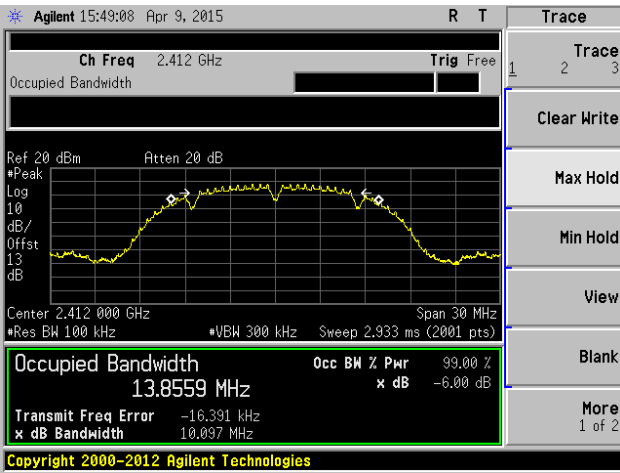 Agilent 15:49:08 Apr 9, 2015 R T
Trace
Ch Freq 2.412 GHz Trig Free
Occupied Bandwidth
Trace
1 2 3
Clear Write
Max Hold
Min Hold
View
Blank
More
1 of 2
Ref 20 dBm Atten 20 dB
#Peak
Log
10
dB/
Offst
13
dB
Center 2.412 000 GHz Span 30 MHz
#Res BW 100 kHz #VBW 300 kHz Sweep 2.933 ms (2001 pts)
Occupied Bandwidth
13.8559 MHz
Occ BW % Pwr 99.00 %
x dB -6.00 dB
Transmit Freq Error -16.391 kHz
x dB Bandwidth 10.097 MHz
Copyright 2000-2012 Agilent Technologies